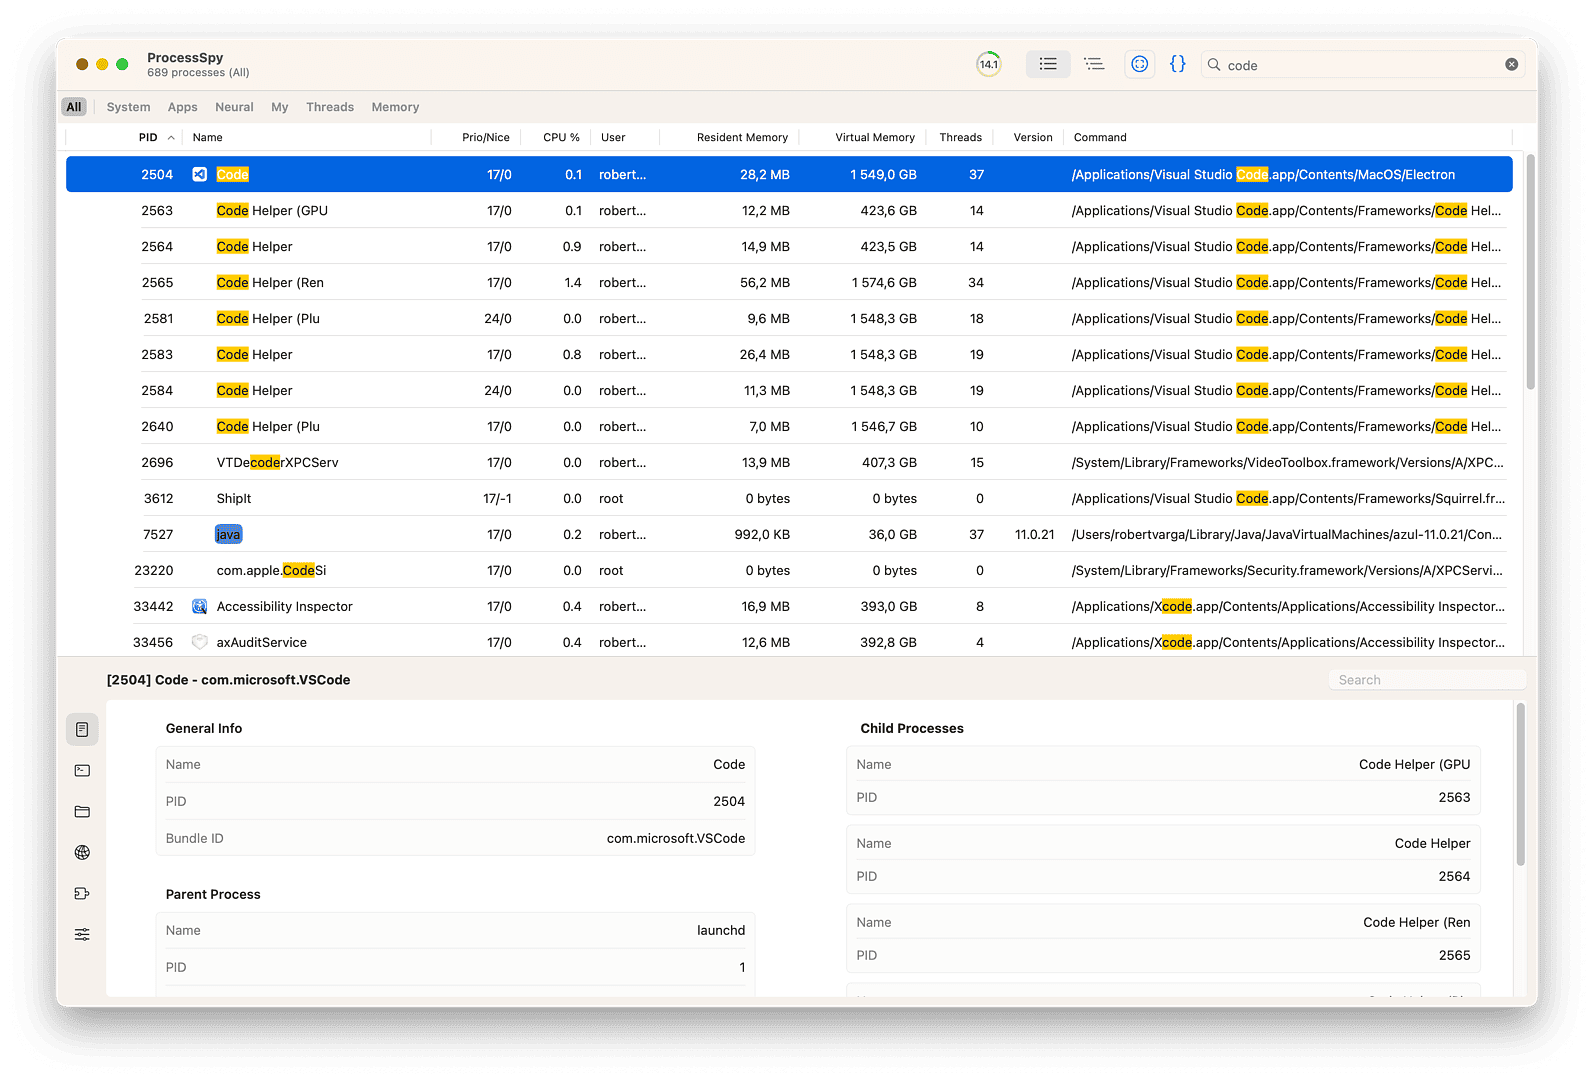 ProcessSpy
689 processes (All)
14.1
{}
code
All System Apps Neural My Threads Memory
PID Name Prio/Nice CPU % User Resident Memory Virtual Memory Threads Version Command
2504 Code 17/0 0.1 robert... 28,2 MB 1 549,0 GB 37 /Applications/Visual Studio Code.app/Contents/MacOS/Electron
2563 Code Helper (GPU 17/0 0.1 robert... 12,2 MB 423,6 GB 14 /Applications/Visual Studio Code.app/Contents/Frameworks/Code Hel...
2564 Code Helper 17/0 0.9 robert... 14,9 MB 423,5 GB 14 /Applications/Visual Studio Code.app/Contents/Frameworks/Code Hel...
2565 Code Helper (Ren 17/0 1.4 robert... 56,2 MB 1 574,6 GB 34 /Applications/Visual Studio Code.app/Contents/Frameworks/Code Hel...
2581 Code Helper (Plu 24/0 0.0 robert... 9,6 MB 1 548,3 GB 18 /Applications/Visual Studio Code.app/Contents/Frameworks/Code Hel...
2583 Code Helper 17/0 0.8 robert... 26,4 MB 1 548,3 GB 19 /Applications/Visual Studio Code.app/Contents/Frameworks/Code Hel...
2584 Code Helper 24/0 0.0 robert... 11,3 MB 1 548,3 GB 19 /Applications/Visual Studio Code.app/Contents/Frameworks/Code Hel...
2640 Code Helper (Plu 17/0 0.0 robert... 7,0 MB 1 546,7 GB 10 /Applications/Visual Studio Code.app/Contents/Frameworks/Code Hel...
2696 VTDecoderXPCServ 17/0 0.0 robert... 13,9 MB 407,3 GB 15 /System/Library/Frameworks/VideoToolbox.framework/Versions/A/XPC...
3612 ShipIt 17/-1 0.0 root 0 bytes 0 bytes 0 /Applications/Visual Studio Code.app/Contents/Frameworks/Squirrel.fr...
7527 java 17/0 0.2 robert... 992,0 KB 36,0 GB 37 11.0.21 /Users/robertvarga/Library/Java/JavaVirtualMachines/azul-11.0.21/Con...
23220 com.apple.CodeSi 17/0 0.0 root 0 bytes 0 bytes 0 /System/Library/Frameworks/Security.framework/Versions/A/XPCServi...
33442 Accessibility Inspector 17/0 0.4 robert... 16,9 MB 393,0 GB 8 /Applications/Xcode.app/Contents/Applications/Accessibility Inspector...
33456 axAuditService 17/0 0.4 robert... 12,6 MB 392,8 GB 4 /Applications/Xcode.app/Contents/Applications/Accessibility Inspector...
[2504] Code - com.microsoft.VSCode
Search
General Info
Name Code
PID 2504
Bundle ID com.microsoft.VSCode
Parent Process
Name launchd
PID 1
Child Processes
Name Code Helper (GPU
PID 2563
Name Code Helper
PID 2564
Name Code Helper (Ren
PID 2565